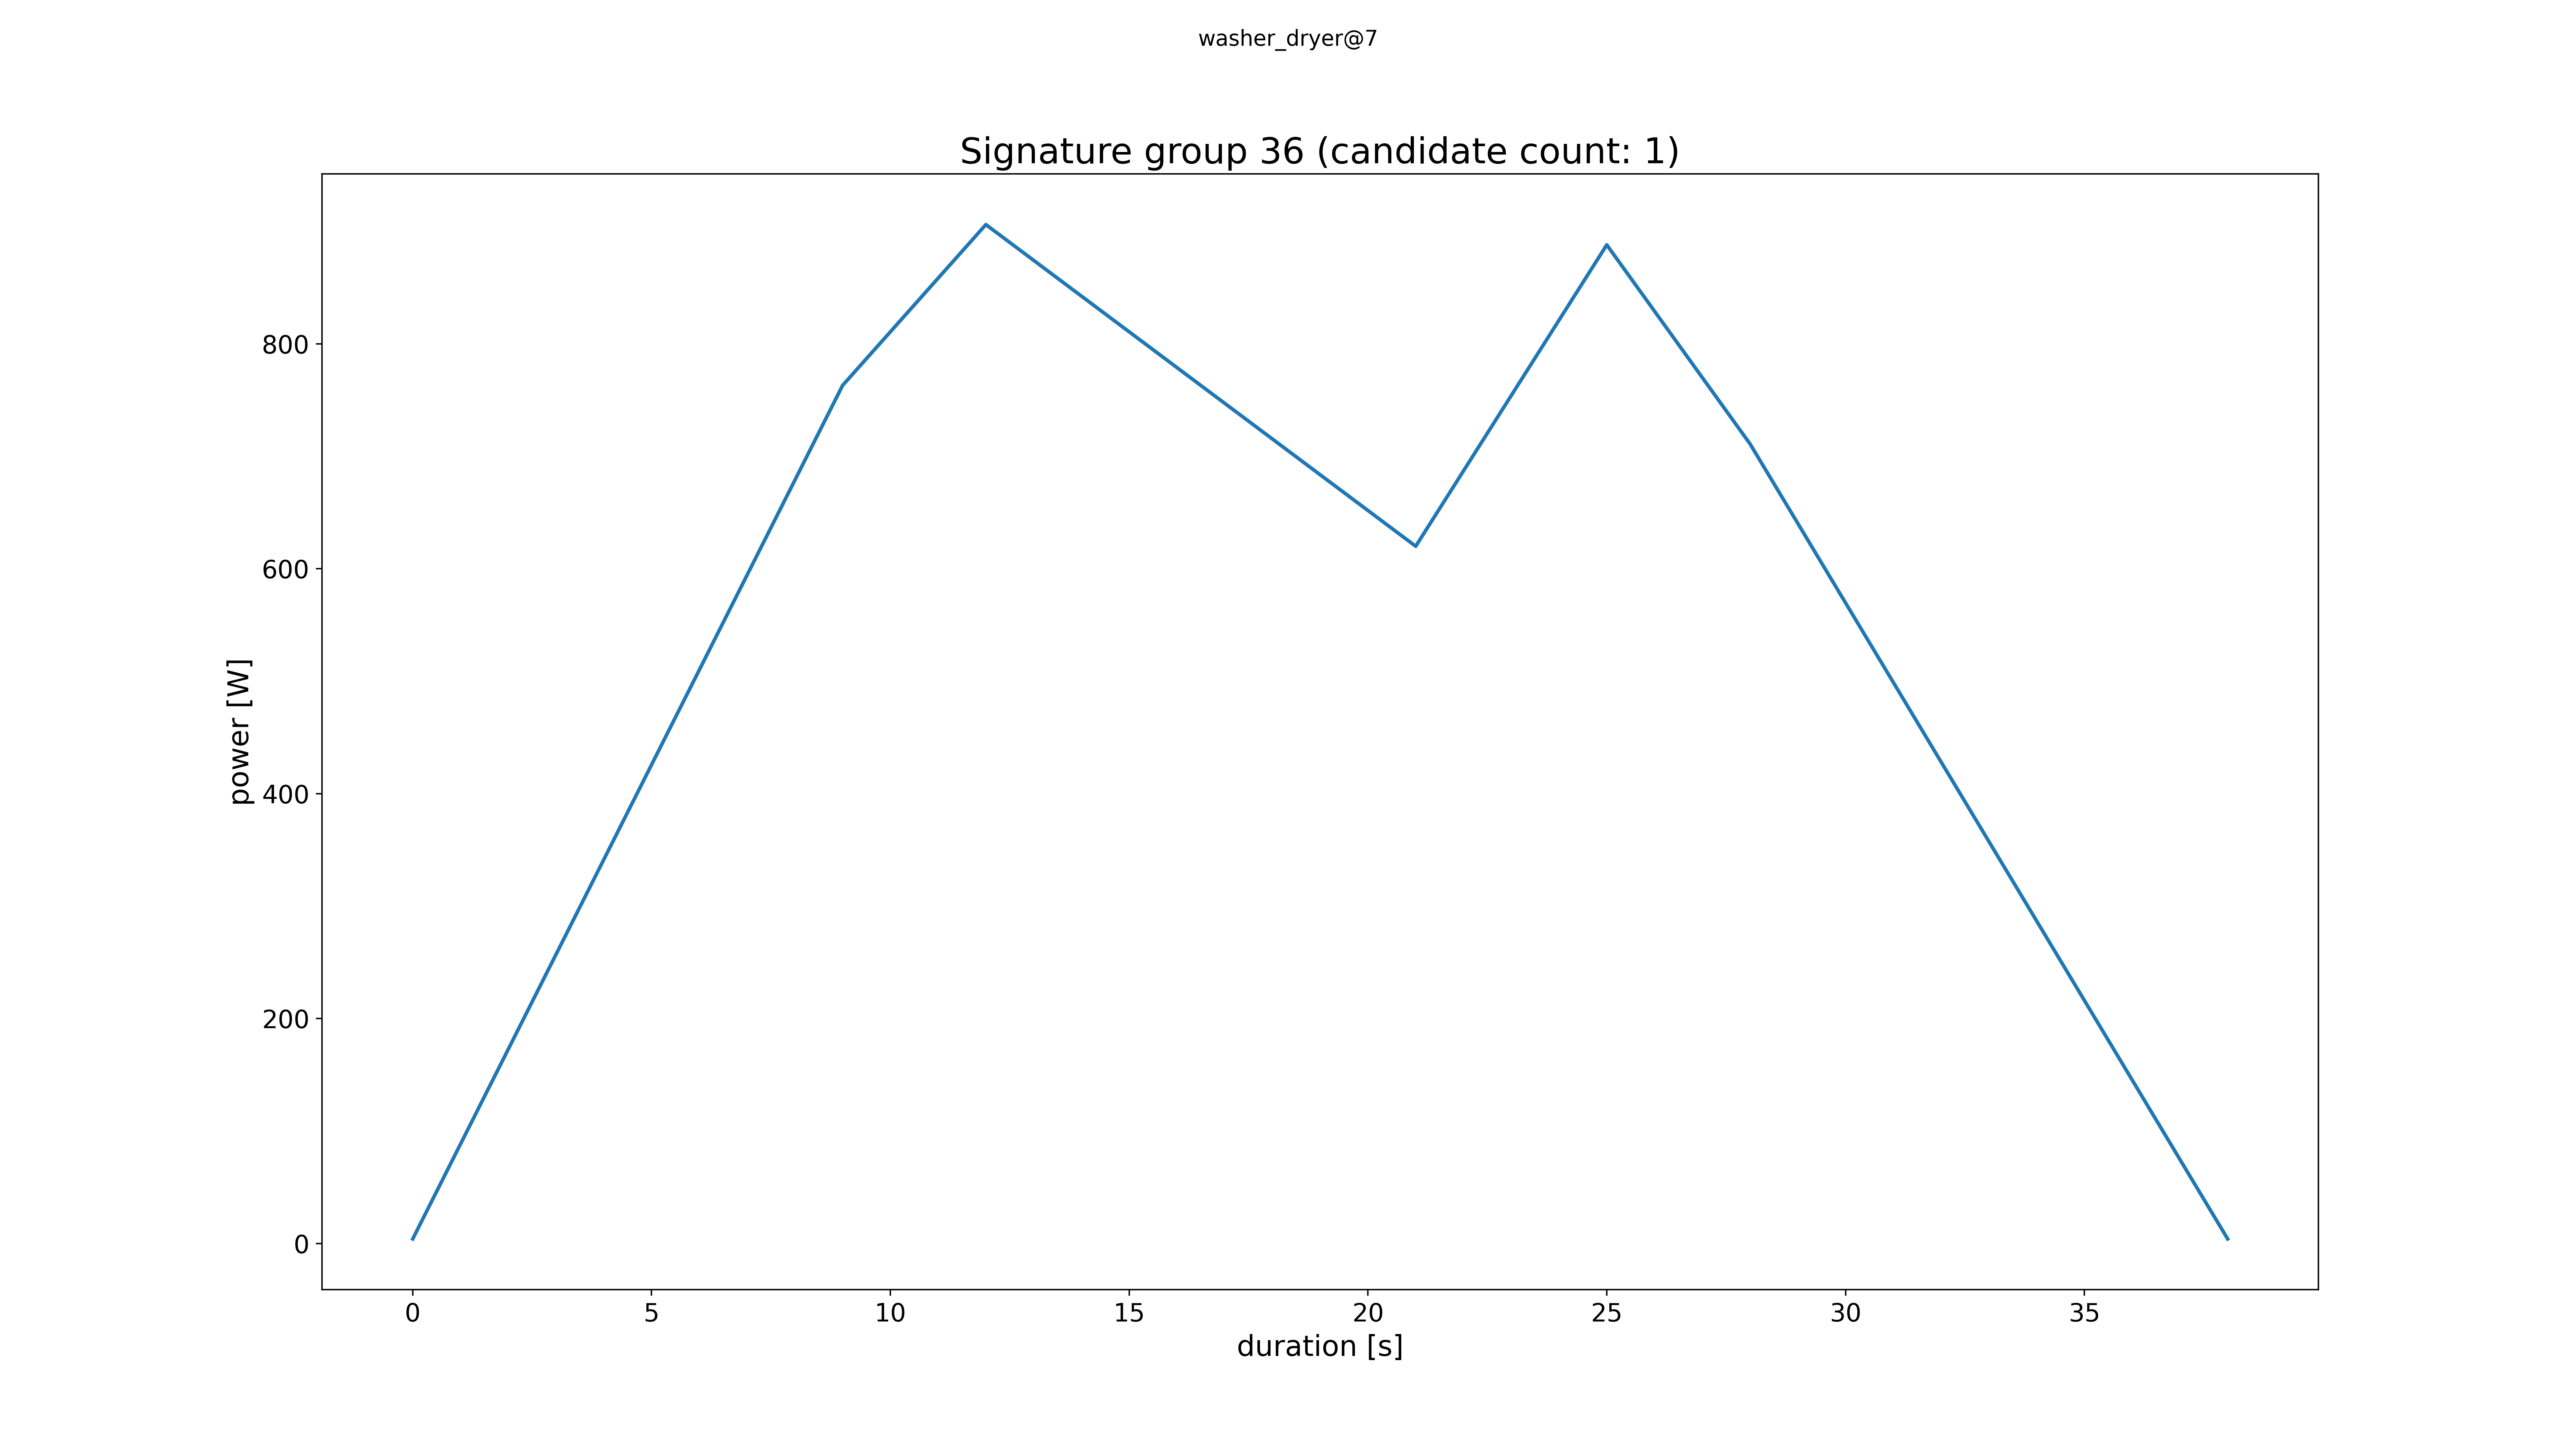 washer_dryer@7
Signature group 36 (candidate count: 1)
power [W]
800
600
400
200
0
0 5 10 15 20 25 30 35
duration [s]